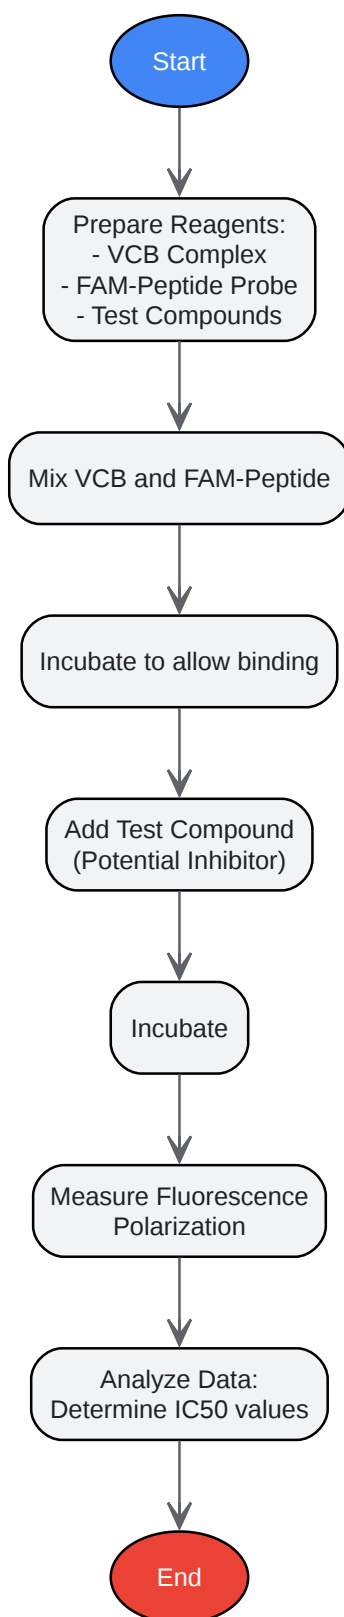 Start
Prepare Reagents:
- VCB Complex
- FAM-Peptide Probe
- Test Compounds
Mix VCB and FAM-Peptide
Incubate to allow binding
Add Test Compound
(Potential Inhibitor)
Incubate
Measure Fluorescence
Polarization
Analyze Data:
Determine IC50 values
End